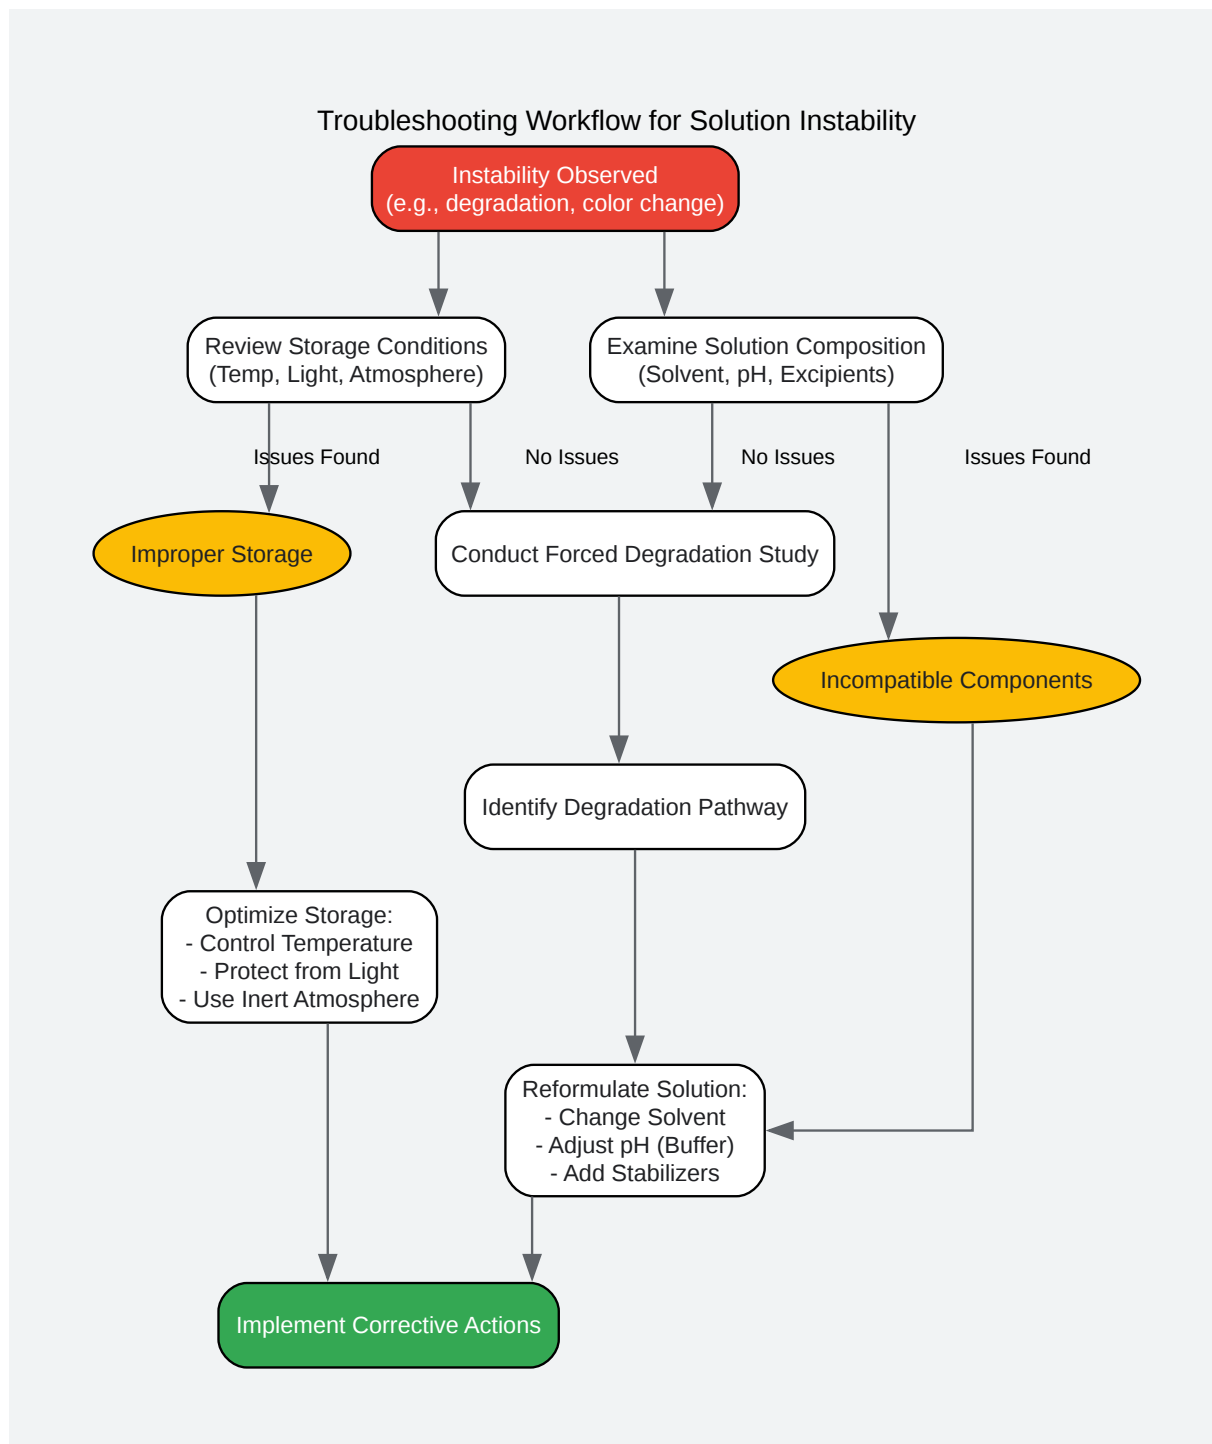 Troubleshooting Workflow for Solution Instability
Instability Observed
(e.g., degradation, color change)
Review Storage Conditions
(Temp, Light, Atmosphere)
Examine Solution Composition
(Solvent, pH, Excipients)
Issues Found
No Issues
No Issues
Issues Found
Improper Storage
Conduct Forced Degradation Study
Incompatible Components
Identify Degradation Pathway
Optimize Storage:
- Control Temperature
- Protect from Light
- Use Inert Atmosphere
Reformulate Solution:
- Change Solvent
- Adjust pH (Buffer)
- Add Stabilizers
Implement Corrective Actions